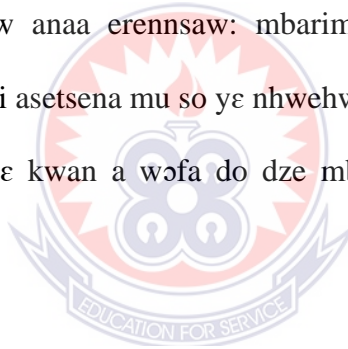 w anaa erennsaw: mbarim
i asetsena mu so yɛ nhwehw
ɛ kwan a wɔfa do dze mb
EDUCATION FOR SERVICE